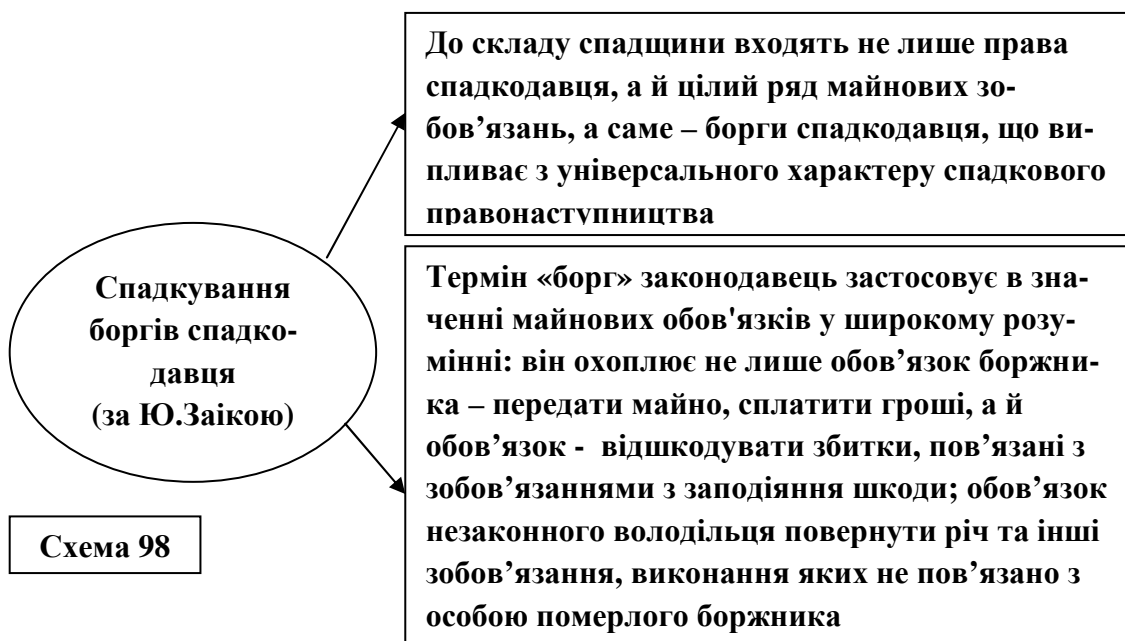 До складу спадщини входять не лише права
спадкодавця, а й цілий ряд майнових зо-
бов’язань, а саме – борги спадкодавця, що ви-
пливає з універсального характеру спадкового
правонаступництва
Спадкування
боргів спадко-
давця
(за Ю.Заікою)
Термін «борг» законодавець застосовує в зна-
ченні майнових обов'язків у широкому розу-
мінні: він охоплює не лише обов’язок боржни-
ка – передати майно, сплатити гроші, а й
обов’язок - відшкодувати збитки, пов’язані з
зобов’язаннями з заподіяння шкоди; обов’язок
незаконного володільця повернути річ та інші
зобов’язання, виконання яких не пов’язано з
особою померлого боржника
Схема 98